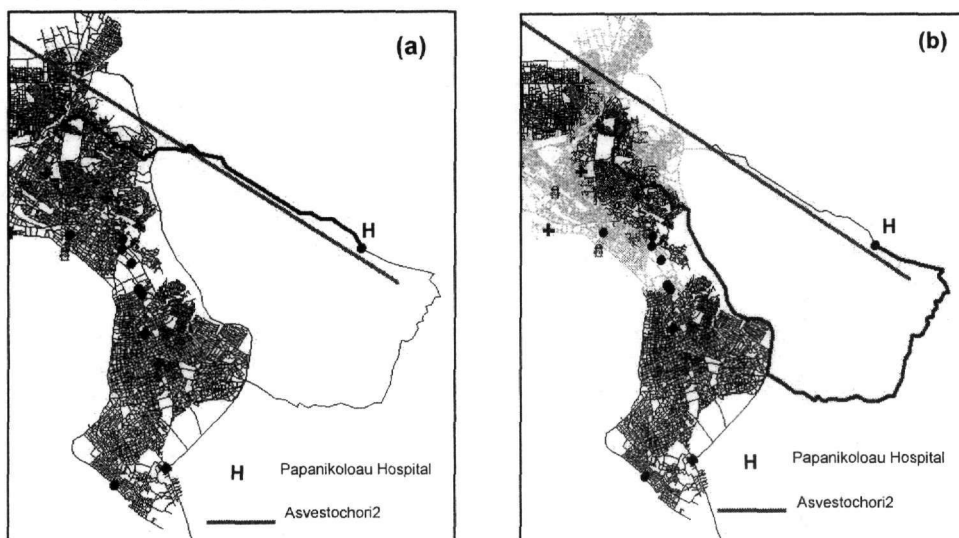 (a)
H
H Papanikoloau Hospital
Asvestochori2
(b)
H
H Papanikoloau Hospital
Asvestochori2